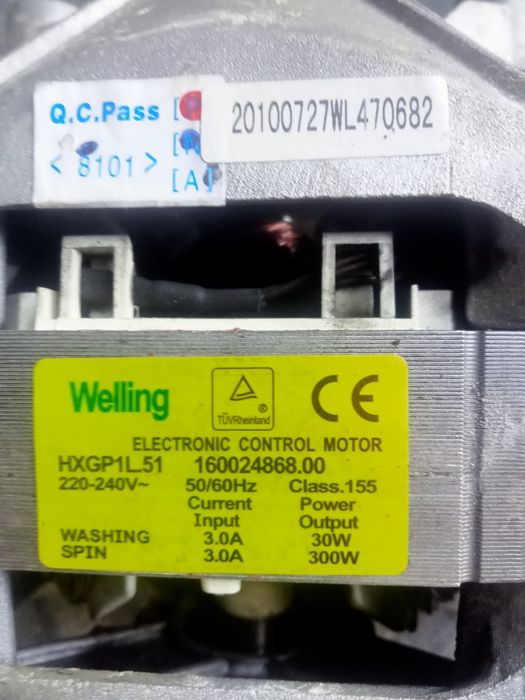 Q.C.Pass [
20100727WL470682
[
< 8101 >
[A]
Welling
TÜVRheinland
®
CE
ELECTRONIC CONTROL MOTOR
HXGP1L.51 160024868.00
220-240V~ 50/60Hz Class.155
Current Power
Input Output
WASHING 3.0A 30W
SPIN 3.0A 300W